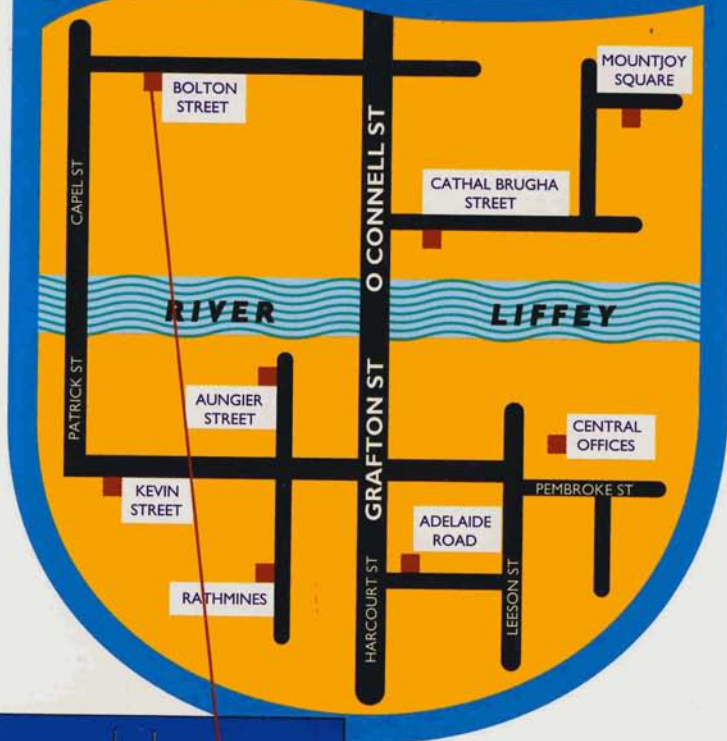 BOLTON
STREET
MOUNTJOY
SQUARE
CAPEL ST
O CONNELL ST
CATHAL BRUGHA
STREET
RIVER LIFFEY
PATRICK ST
AUNGIER
STREET
GRAFTON ST
CENTRAL
OFFICES
KEVIN
STREET
PEMBROKE ST
ADELAIDE
ROAD
RATHMINES
HARCOURT ST
LEESON ST